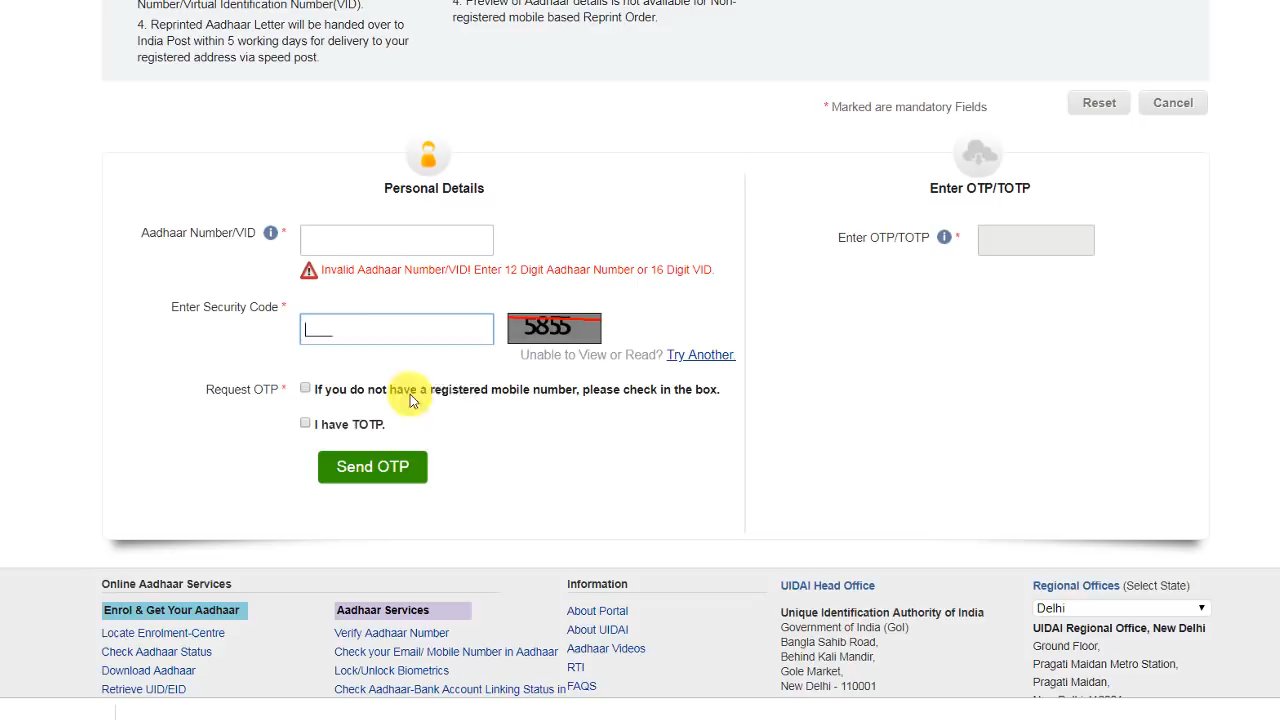 Number/Virtual Identification Number(VID).
4. Reprinted Aadhaar Letter will be handed over to
India Post within 5 working days for delivery to your
registered address via speed post.
4. Preview of Aadhaar details is not available for Non-
registered mobile based Reprint Order.
* Marked are mandatory Fields
Reset
Cancel
Personal Details
Aadhaar Number/VID i *
Invalid Aadhaar Number/VID! Enter 12 Digit Aadhaar Number or 16 Digit VID.
Enter Security Code *
5855
Unable to View or Read? Try Another.
Request OTP *
If you do not have a registered mobile number, please check in the box.
I have TOTP.
Send OTP
Enter OTP/TOTP
Enter OTP/TOTP i *
Online Aadhaar Services
Enrol & Get Your Aadhaar
Locate Enrolment-Centre
Check Aadhaar Status
Download Aadhaar
Retrieve UID/EID
Aadhaar Services
Verify Aadhaar Number
Check your Email/ Mobile Number in Aadhaar
Lock/Unlock Biometrics
Check Aadhaar-Bank Account Linking Status in
Information
About Portal
About UIDAI
Aadhaar Videos
RTI
FAQS
UIDAI Head Office
Unique Identification Authority of India
Government of India (GoI)
Bangla Sahib Road,
Behind Kali Mandir,
Gole Market,
New Delhi - 110001
Regional Offices (Select State)
Delhi
UIDAI Regional Office, New Delhi
Ground Floor,
Pragati Maidan Metro Station,
Pragati Maidan,